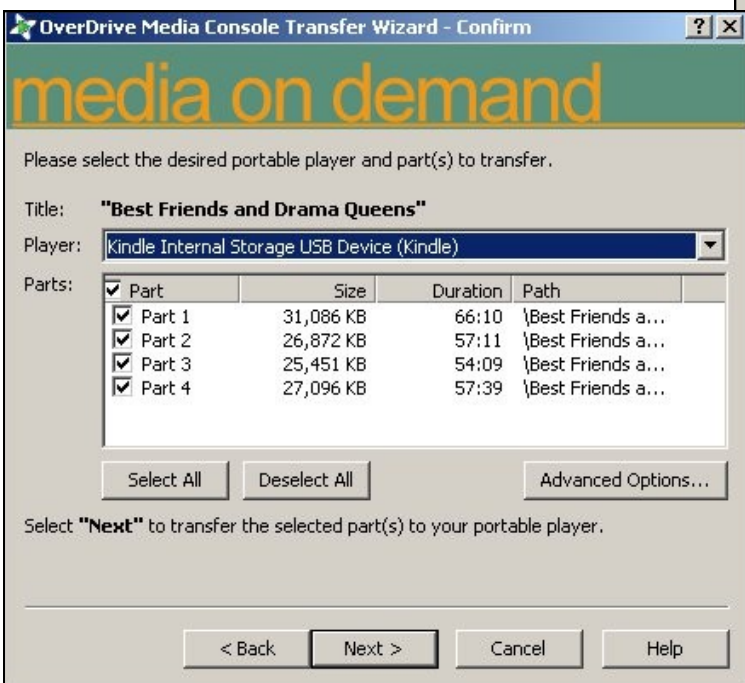 OverDrive Media Console Transfer Wizard - Confirm
media on demand
Please select the desired portable player and part(s) to transfer.
Title: "Best Friends and Drama Queens"
Player: Kindle Internal Storage USB Device (Kindle)
Parts: Part Size Duration Path
Part 1 31,086 KB 66:10 \Best Friends a...
Part 2 26,872 KB 57:11 \Best Friends a...
Part 3 25,451 KB 54:09 \Best Friends a...
Part 4 27,096 KB 57:39 \Best Friends a...
Select All Deselect All Advanced Options...
Select "Next" to transfer the selected part(s) to your portable player.
< Back Next > Cancel Help